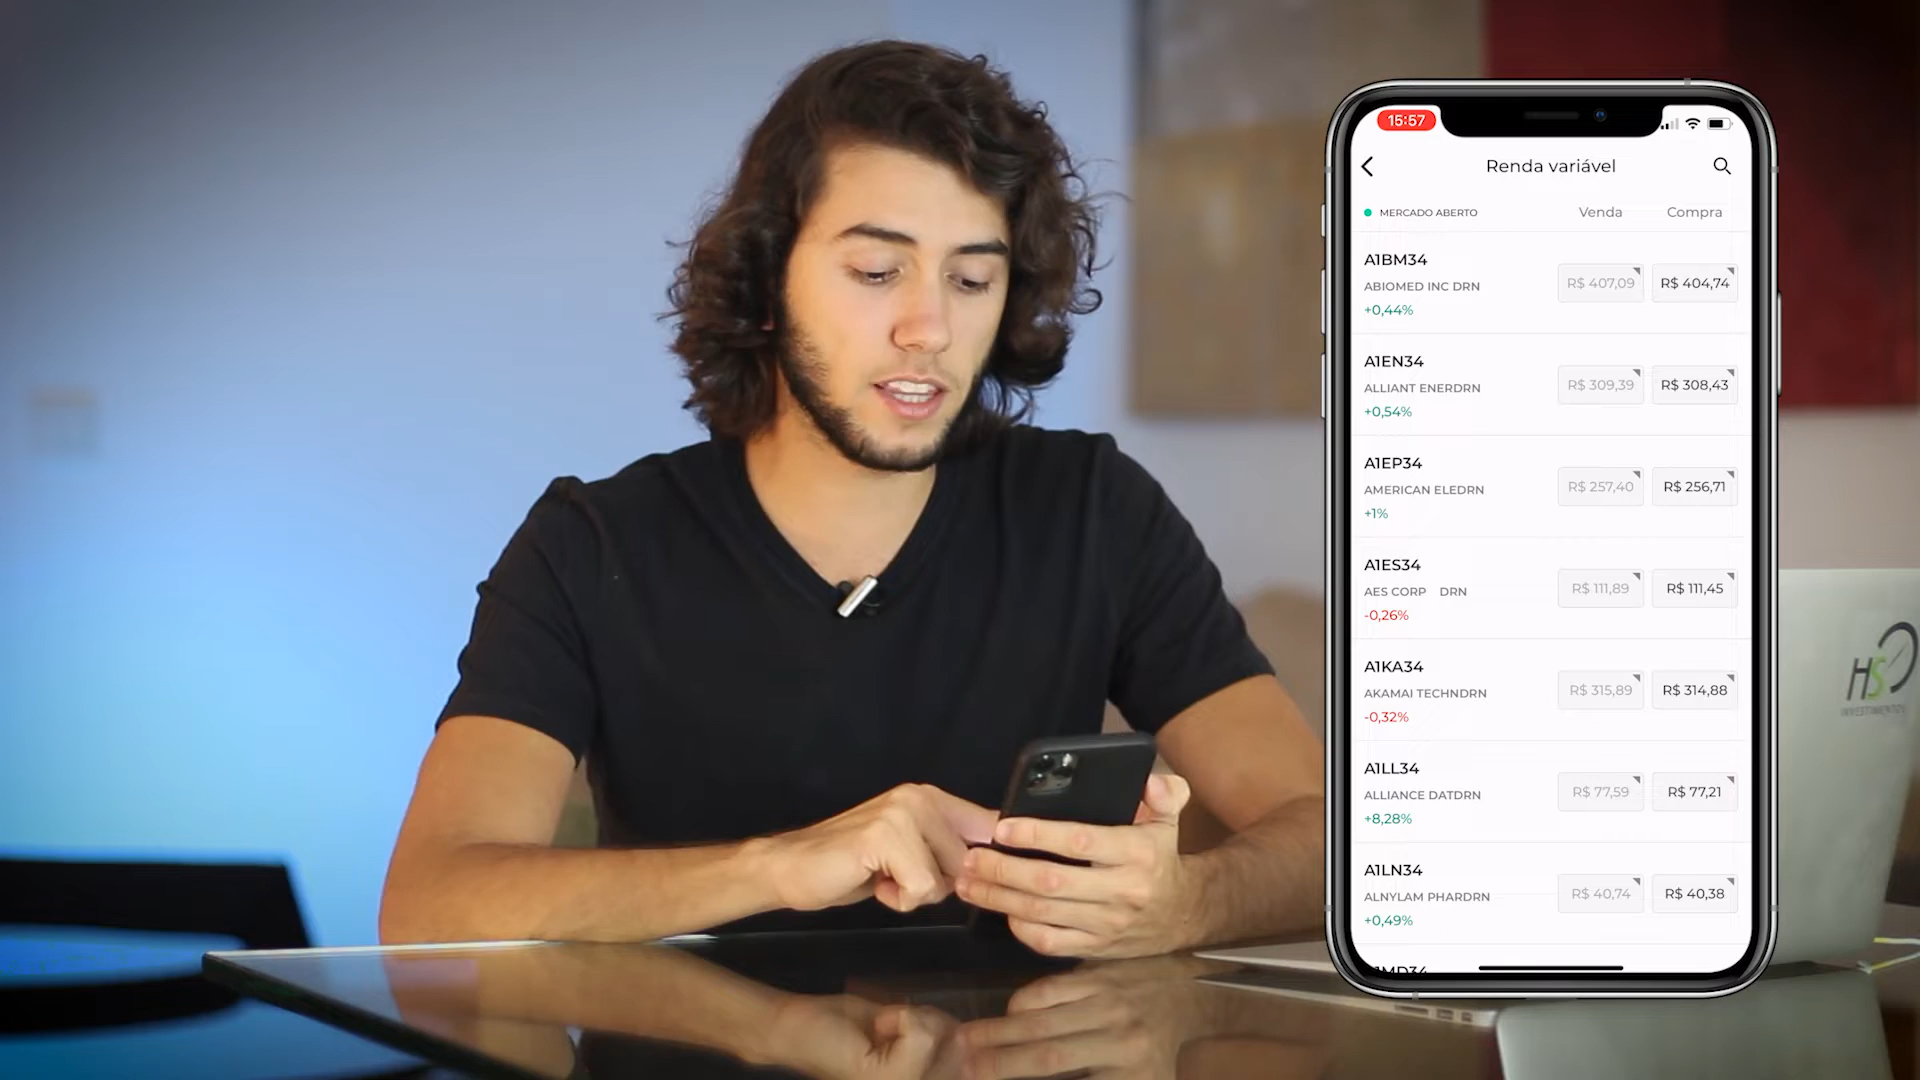 15:57
Renda variável
MERCADO ABERTO Venda Compra
A1BM34
ABIOMED INC DRN
+0,44%
R$ 407,09 R$ 404,74
A1EN34
ALLIANT ENERDRN
+0,54%
R$ 309,39 R$ 308,43
A1EP34
AMERICAN ELEDRN
+1%
R$ 257,40 R$ 256,71
A1ES34
AES CORP DRN
-0,26%
R$ 111,89 R$ 111,45
A1KA34
AKAMAI TECHNDRN
-0,32%
R$ 315,89 R$ 314,88
A1LL34
ALLIANCE DATDRN
+8,28%
R$ 77,59 R$ 77,21
A1LN34
ALNYLAM PHARDRN
+0,49%
R$ 40,74 R$ 40,38
HS
INVESTIMENTOS